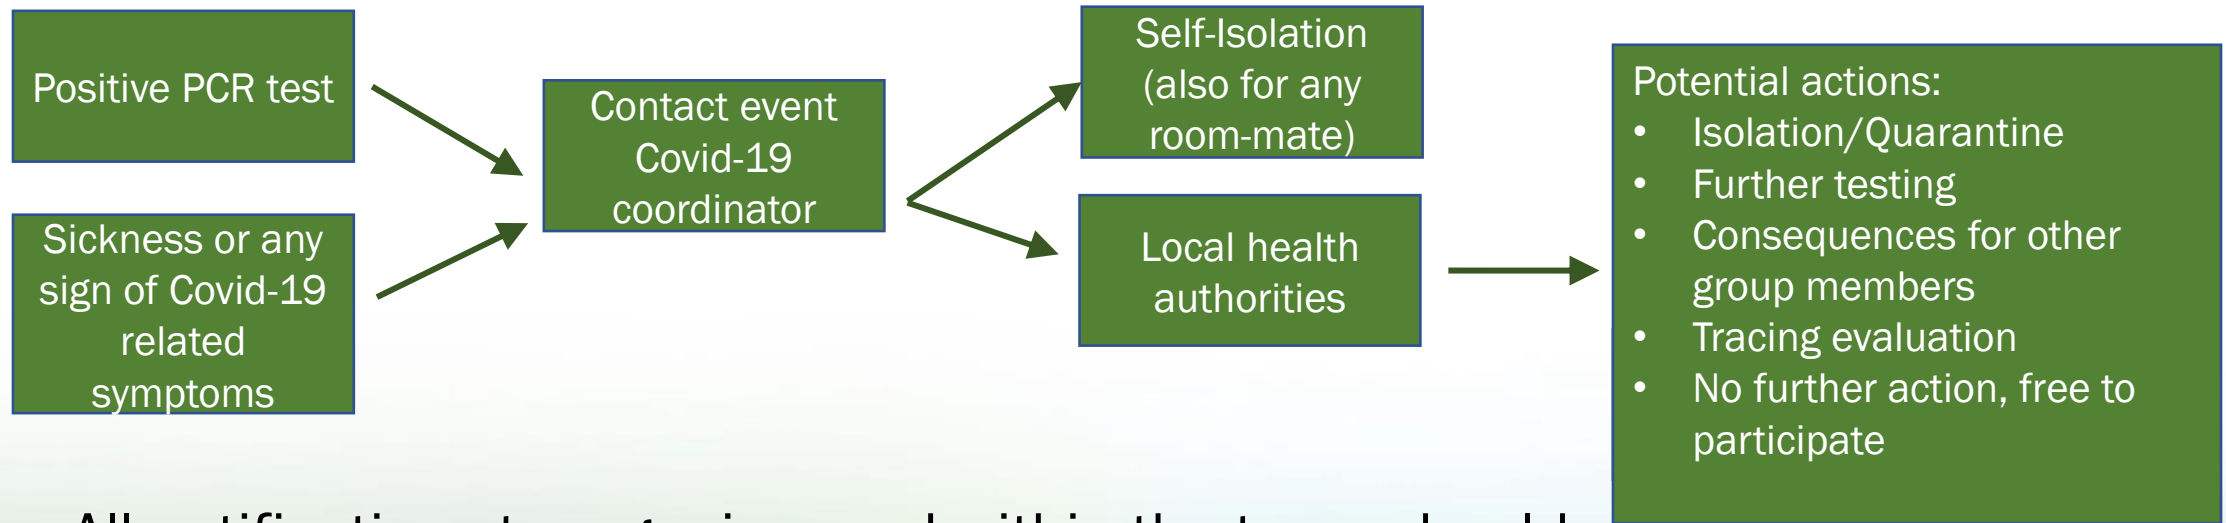 Positive PCR test
Sickness or any
sign of Covid-19
related
symptoms
Contact event
Covid-19
coordinator
Self-Isolation
(also for any
room-mate)
Local health
authorities
Potential actions:
• Isolation/Quarantine
• Further testing
• Consequences for other
group members
• Tracing evaluation
• No further action, free to
participate